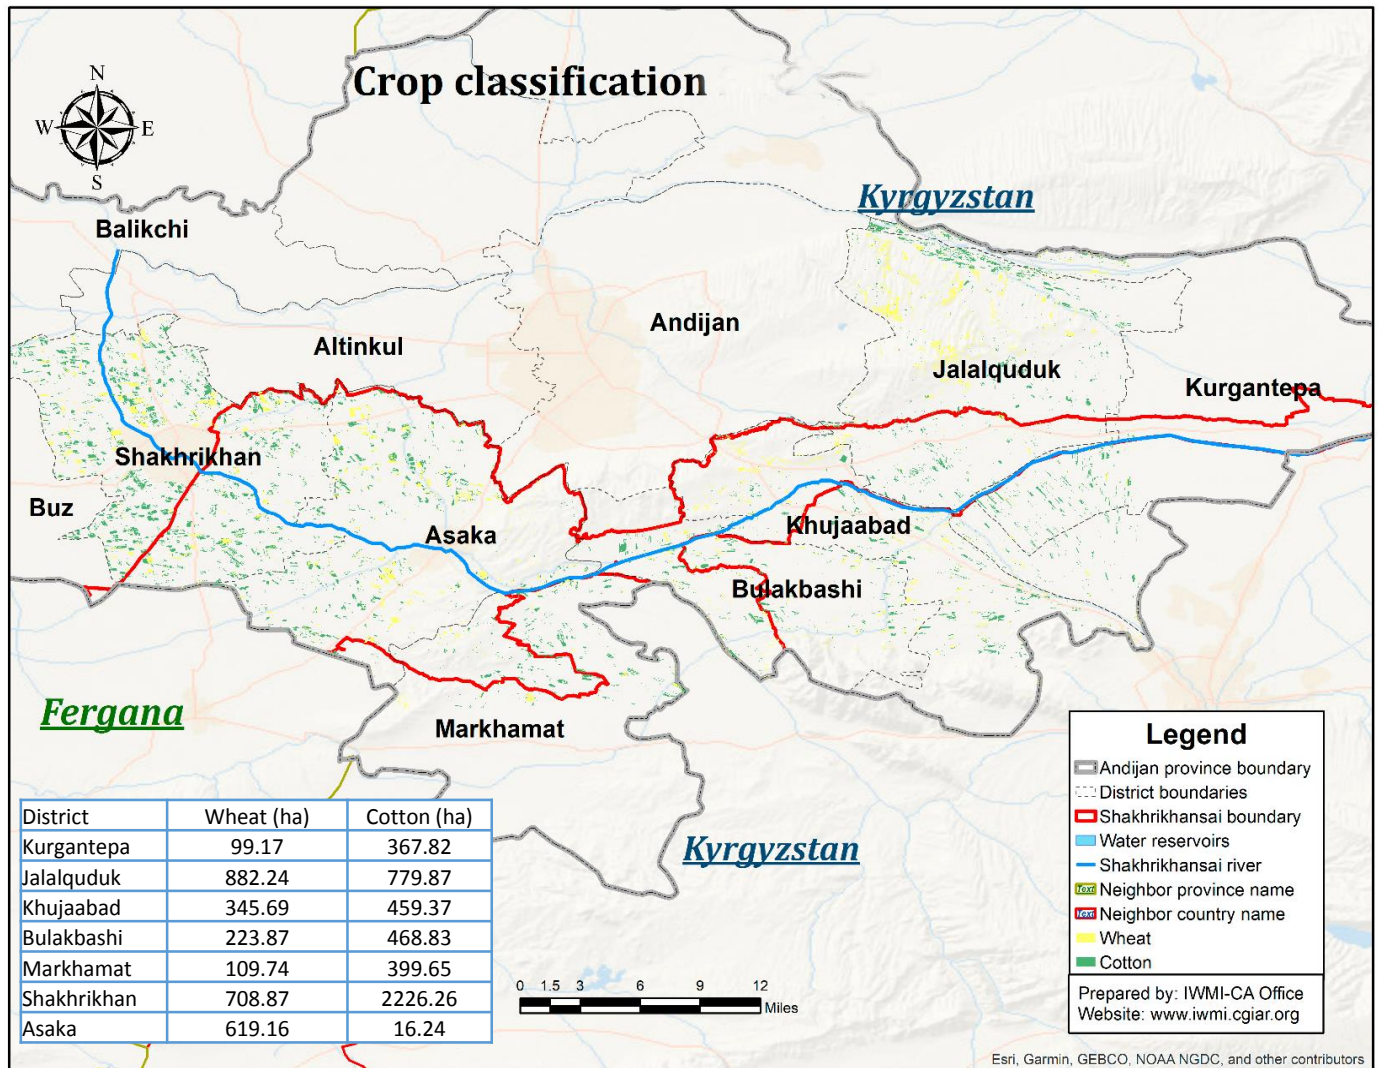 Crop classification
N
W E
S
Kyrgyzstan
Balikchi
Andijan
Altinkul
Jalalquduk
Kurgantepa
Shakhrikhan
Buz
Asaka
Khujaabad
Bulakbashi
Fergana
Markhamat
Kyrgyzstan
Legend
Andijan province boundary
District boundaries
Shakhrikhansai boundary
Water reservoirs
Shakhrikhansai river
Text Neighbor province name
Text Neighbor country name
Wheat
Cotton
Prepared by: IWMI-CA Office
Website: www.iwmi.cgiar.org
District Wheat (ha) Cotton (ha)
Kurgantepa 99.17 367.82
Jalalquduk 882.24 779.87
Khujaabad 345.69 459.37
Bulakbashi 223.87 468.83
Markhamat 109.74 399.65
Shakhrikhan 708.87 2226.26
Asaka 619.16 16.24
0 1.5 3 6 9 12
Miles
Esri, Garmin, GEBCO, NOAA NGDC, and other contributors